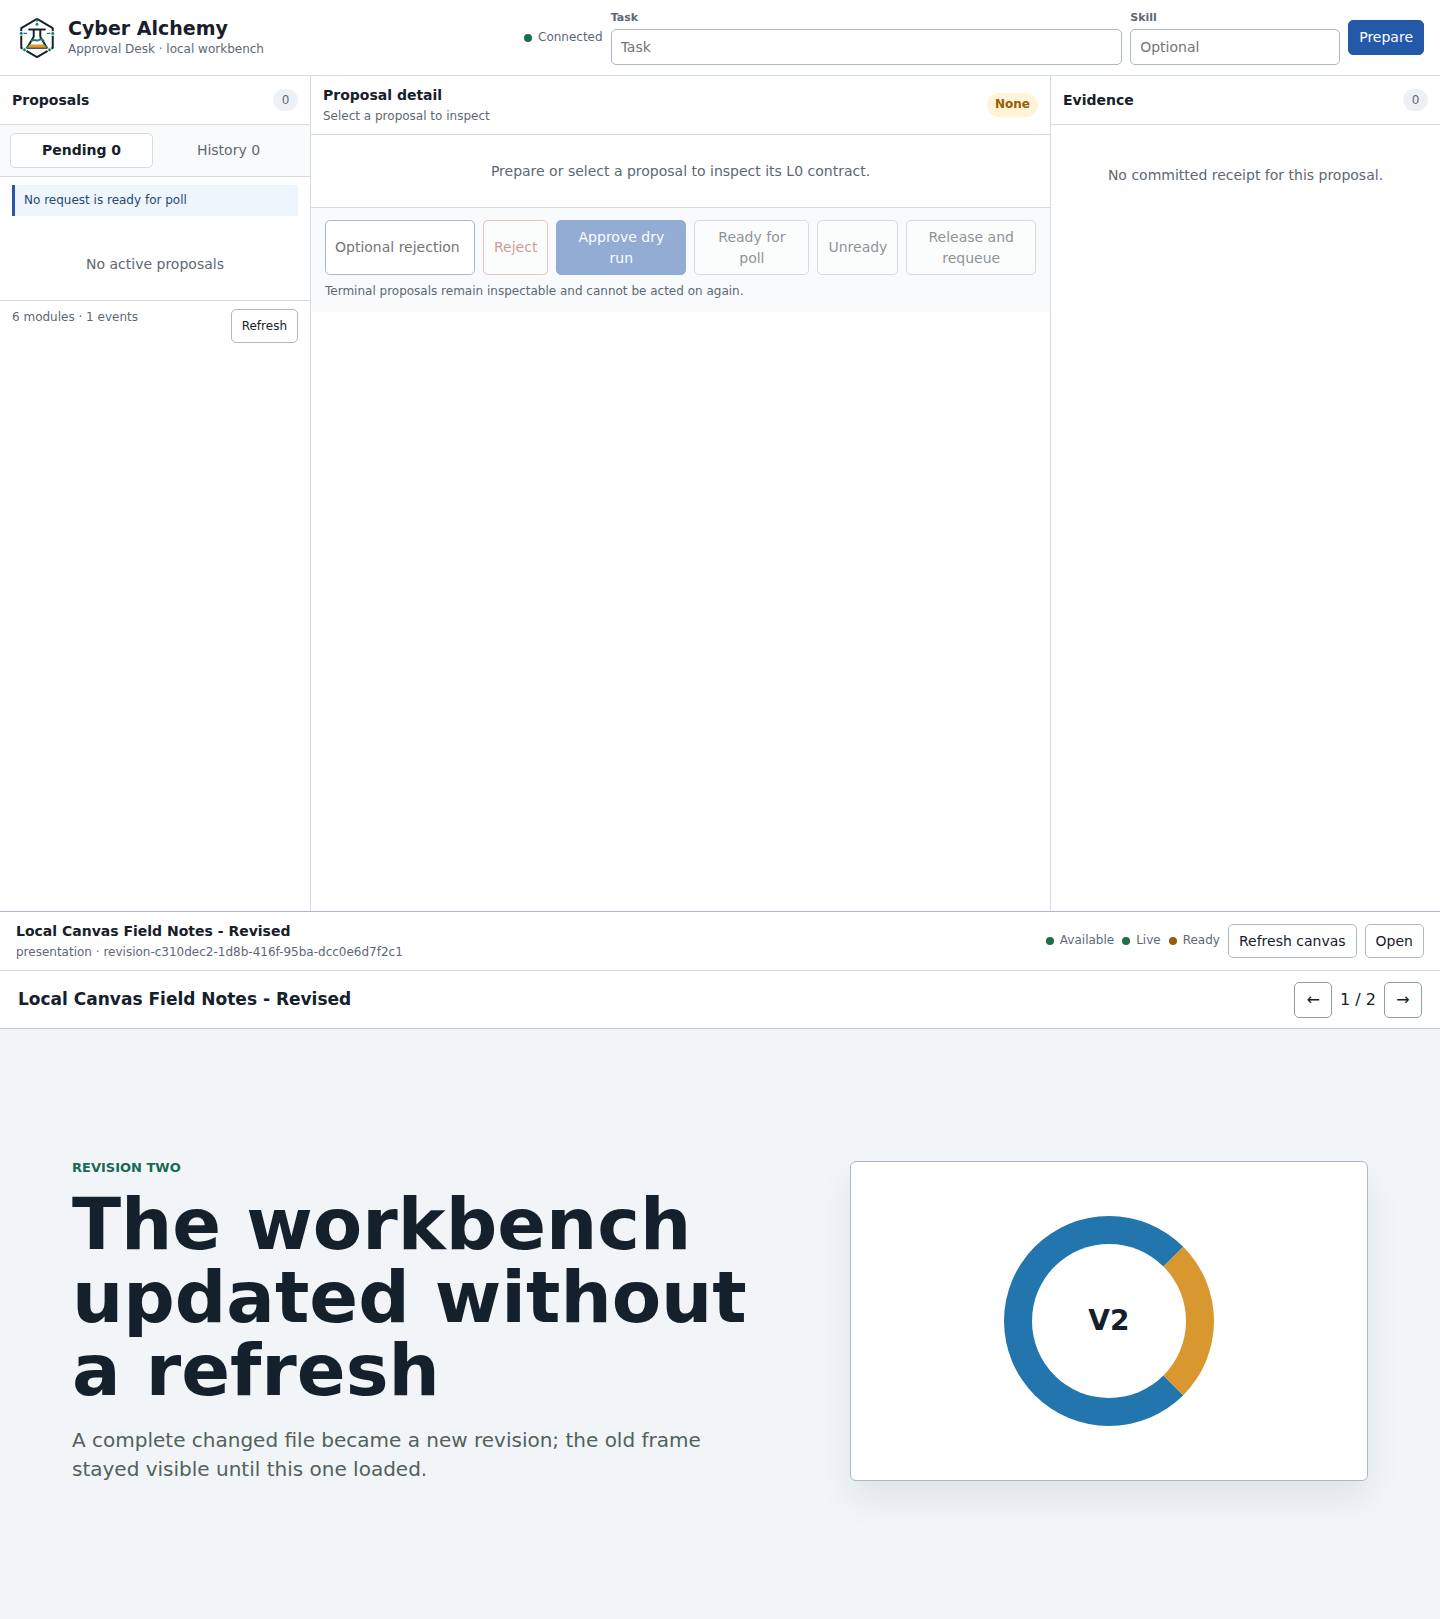 Cyber Alchemy
Approval Desk · local workbench
Connected
Task
Task
Skill
Optional
Prepare
Proposals
0
Pending 0
History 0
No request is ready for poll
No active proposals
6 modules · 1 events
Refresh
Proposal detail
Select a proposal to inspect
None
Prepare or select a proposal to inspect its L0 contract.
Optional rejection
Reject
Approve dry
run
Ready for
poll
Unready
Release and
requeue
Terminal proposals remain inspectable and cannot be acted on again.
Evidence
0
No committed receipt for this proposal.
Local Canvas Field Notes - Revised
presentation · revision-c310dec2-1d8b-416f-95ba-dcc0e6d7f2c1
Available
Live
Ready
Refresh canvas
Open
Local Canvas Field Notes - Revised
←
1 / 2
→
REVISION TWO
The workbench
updated without
a refresh
A complete changed file became a new revision; the old frame
stayed visible until this one loaded.
V2